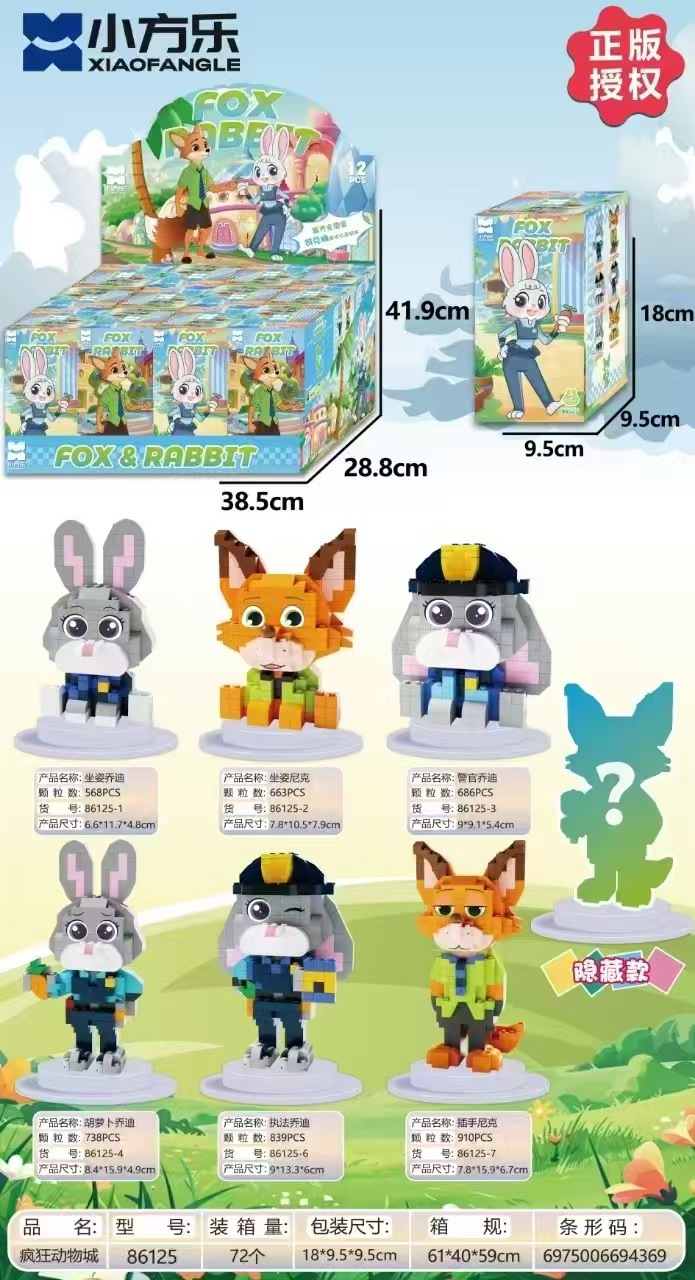 小方乐
XIAOFANGLE
正版
授权
FOX
RABBIT
12
PCS
FOX
RABBIT
FOX
RABBIT
FOX
RABBIT
FOX
RABBIT
小方乐
FOX & RABBIT
41.9cm
28.8cm
38.5cm
小方乐
FOX
RABBIT
18cm
9.5cm
9.5cm
产品名称: 坐姿乔迪
颗粒数: 568PCS
货 号: 86125-1
产品尺寸: 6.6*11.7*4.8cm
产品名称: 坐姿尼克
颗粒数: 663PCS
货 号: 86125-2
产品尺寸: 7.8*10.5*7.9cm
产品名称: 警官乔迪
颗粒数: 686PCS
货 号: 86125-3
产品尺寸: 9*9.1*5.4cm
?
隐藏款
产品名称: 胡萝卜乔迪
颗粒数: 738PCS
货 号: 86125-4
产品尺寸: 8.4*15.9*4.9cm
产品名称: 执法乔迪
颗粒数: 839PCS
货 号: 86125-6
产品尺寸: 9*13.3*6cm
产品名称: 插手尼克
颗粒数: 910PCS
货 号: 86125-7
产品尺寸: 7.8*15.9*6.7cm
品 名: 型 号: 装箱量: 包装尺寸: 箱 规: 条形码:
疯狂动物城 86125 72个 18*9.5*9.5cm 61*40*59cm 6975006694369